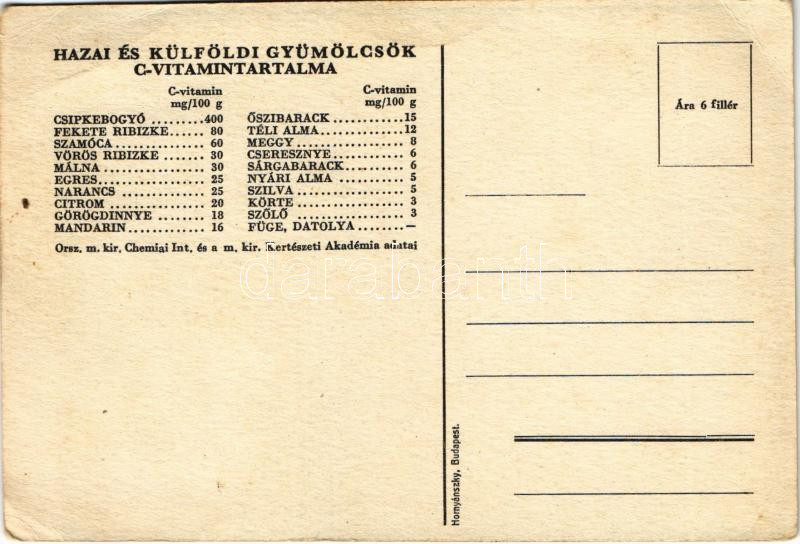 HAZAI ÉS KÜLFÖLDI GYÜMÖLCSÖK
C-VITAMINTARTALMA
C-vitamin
mg/100 g
CSIPKEBOGYÓ .........400
FEKETE RIBIZKE...... 80
SZAMÓCA .............. 60
VÖRÖS RIBIZKE ....... 30
MÁLNA ................. 30
EGRES.................. 25
NARANCS .............. 25
CITROM ................ 20
GÖRÖGDINNYE ........ 18
MANDARIN............. 16
C-vitamin
mg/100 g
ŐSZIBARACK ............15
TÉLI ALMA...............12
MEGGY .................. 8
CSERESZNYE ............ 6
SÁRGABARACK.......... 6
NYÁRI ALMA ............ 5
SZILVA ................... 5
KÖRTE ................... 3
SZŐLŐ ................... 3
FÜGE, DATOLYA ........—
Orsz. m. kir. Chemiai Int. és a m. kir. Kertészeti Akadémia adatai
Ára 6 fillér
darabanth
Hornyánszky, Budapest.